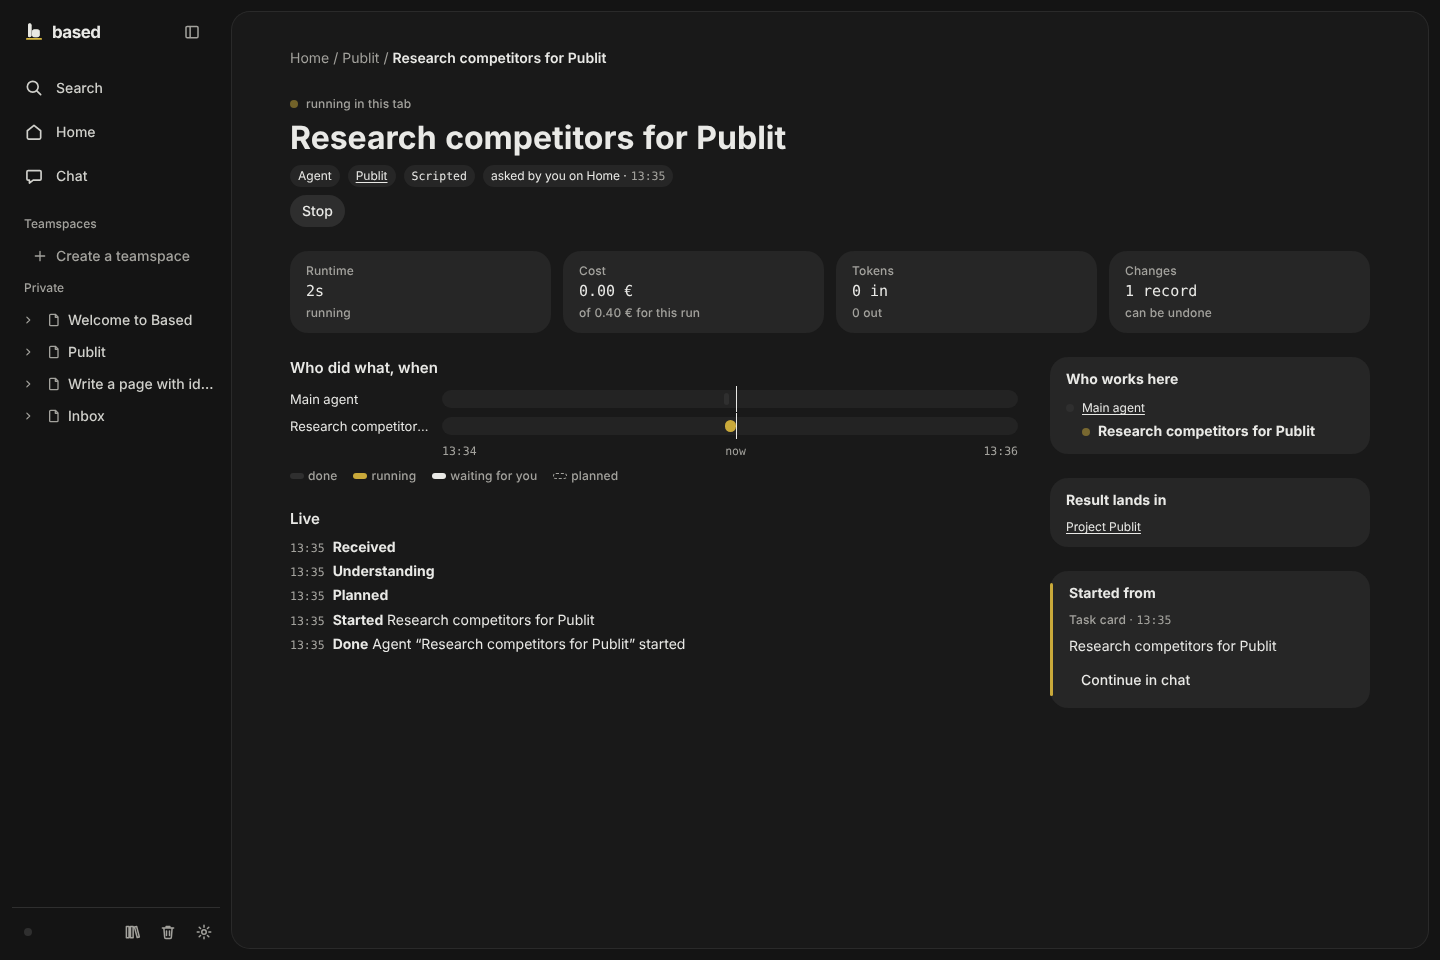 based
Search
Home
Chat
Teamspaces
Create a teamspace
Private
Welcome to Based
Publit
Write a page with id...
Inbox
Home / Publit / Research competitors for Publit
running in this tab
Research competitors for Publit
Agent Publit Scripted asked by you on Home · 13:35
Stop
Runtime
2s
running
Cost
0.00 €
of 0.40 € for this run
Tokens
0 in
0 out
Changes
1 record
can be undone
Who did what, when
Main agent
Research competitor...
13:34 now 13:36
done running waiting for you planned
Live
13:35 Received
13:35 Understanding
13:35 Planned
13:35 Started Research competitors for Publit
13:35 Done Agent “Research competitors for Publit” started
Who works here
Main agent
Research competitors for Publit
Result lands in
Project Publit
Started from
Task card · 13:35
Research competitors for Publit
Continue in chat